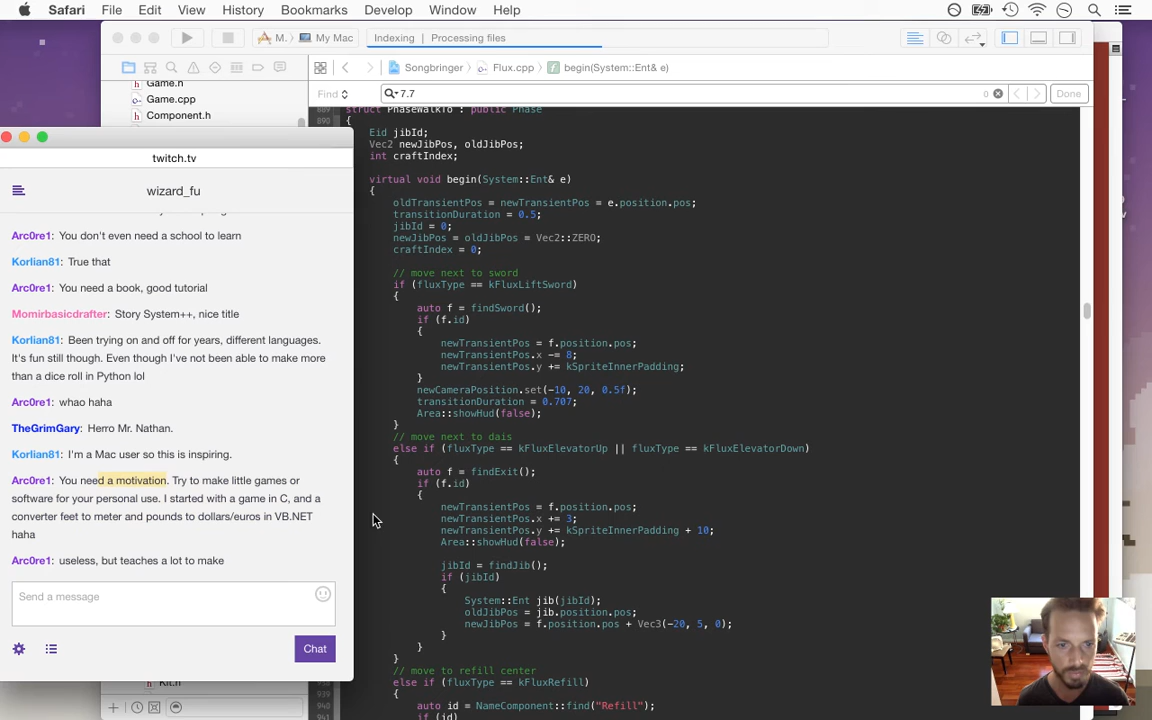 Safari File Edit View History Bookmarks Develop Window Help
M. My Mac Indexing | Processing files
Songbringer Flux.cpp begin(System::Ent& e)
Find 7.7 0 Done
Game.h
Game.cpp
Component.h
Kit.h
twitch.tv
wizard_fu
Arc0re1: You don't even need a school to learn
Korlian81: True that
Arc0re1: You need a book, good tutorial
Momirbasicdrafter: Story System++, nice title
Korlian81: Been trying on and off for years, different languages.
It's fun still though. Even though I've not been able to make more
than a dice roll in Python lol
Arc0re1: whao haha
TheGrimGary: Herro Mr. Nathan.
Korlian81: I'm a Mac user so this is inspiring.
Arc0re1: You need a motivation. Try to make little games or
software for your personal use. I started with a game in C, and a
converter feet to meter and pounds to dollars/euros in VB.NET
haha
Arc0re1: useless, but teaches a lot to make
Send a message
Chat
889 struct PhaseWalkTo : public Phase
890 {
Eid jibId;
Vec2 newJibPos, oldJibPos;
int craftIndex;
virtual void begin(System::Ent& e)
{
oldTransientPos = newTransientPos = e.position.pos;
transitionDuration = 0.5;
jibId = 0;
newJibPos = oldJibPos = Vec2::ZERO;
craftIndex = 0;
// move next to sword
if (fluxType == kFluxLiftSword)
{
auto f = findSword();
if (f.id)
{
newTransientPos = f.position.pos;
newTransientPos.x -= 8;
newTransientPos.y += kSpriteInnerPadding;
}
newCameraPosition.set(-10, 20, 0.5f);
transitionDuration = 0.707;
Area::showHud(false);
}
// move next to dais
else if (fluxType == kFluxElevatorUp || fluxType == kFluxElevatorDown)
{
auto f = findExit();
if (f.id)
{
newTransientPos = f.position.pos;
newTransientPos.x += 3;
newTransientPos.y += kSpriteInnerPadding + 10;
Area::showHud(false);
jibId = findJib();
if (jibId)
{
System::Ent jib(jibId);
oldJibPos = jib.position.pos;
newJibPos = f.position.pos + Vec3(-20, 5, 0);
}
}
}
// move to refill center
939 else if (fluxType == kFluxRefill)
{
940 auto id = NameComponent::find("Refill");
941 if (id)